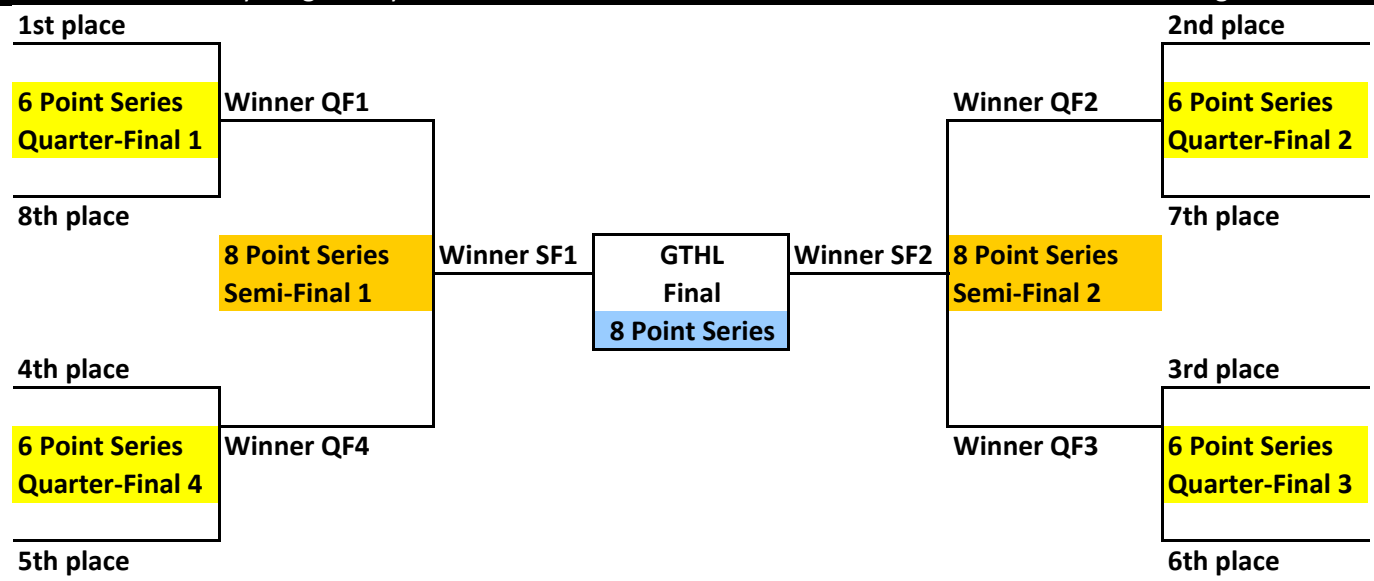 1st place
2nd place
6 Point Series
Quarter-Final 1
Winner QF1
Winner QF2
6 Point Series
Quarter-Final 2
8th place
7th place
8 Point Series
Semi-Final 1
Winner SF1
GTHL
Final
8 Point Series
Winner SF2
8 Point Series
Semi-Final 2
4th place
3rd place
6 Point Series
Quarter-Final 4
Winner QF4
Winner QF3
6 Point Series
Quarter-Final 3
5th place
6th place